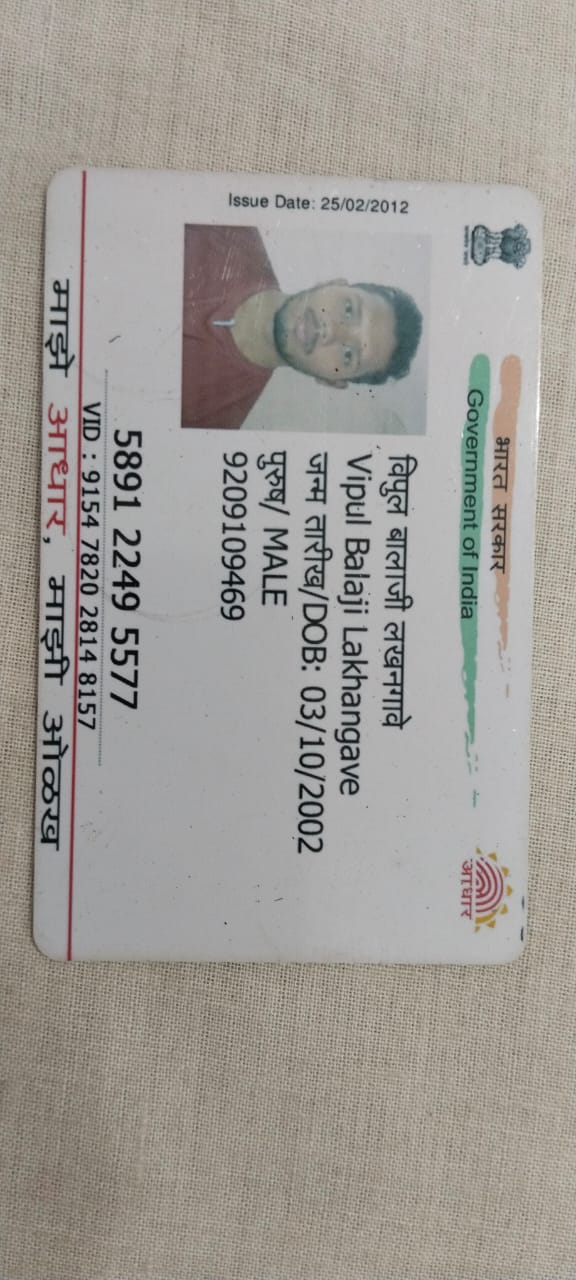 भारत सरकार
Government of India
Issue Date: 25/02/2012
विपुल बालाजी लखनगावे
Vipul Balaji Lakhangave
जन्म तारीख/DOB: 03/10/2002
पुरुष/ MALE
9209109469
आधार
5891 2249 5577
VID : 9154 7820 2814 8157
माझे आधार, माझी ओळख